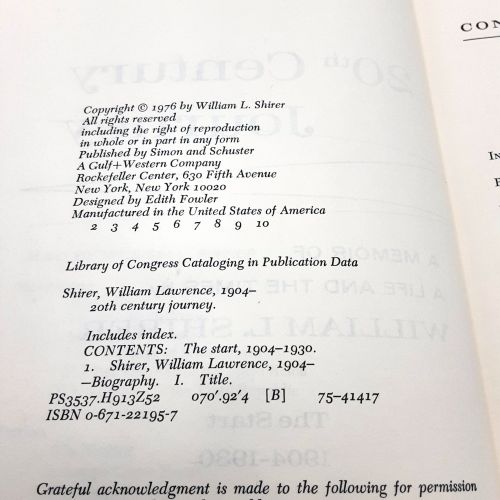 Copyright © 1976 by William L. Shirer
All rights reserved
including the right of reproduction
in whole or in part in any form
Published by Simon and Schuster
A Gulf+Western Company
Rockefeller Center, 630 Fifth Avenue
New York, New York 10020
Designed by Edith Fowler
Manufactured in the United States of America
2 3 4 5 6 7 8 9 10
Library of Congress Cataloging in Publication Data
Shirer, William Lawrence, 1904–
20th century journey.
Includes index.
CONTENTS: The start, 1904–1930.
1. Shirer, William Lawrence, 1904–
—Biography. I. Title.
PS3537.H913Z52 070'.92'4 [B] 75-41417
ISBN 0-671-22195-7
Grateful acknowledgment is made to the following for permission